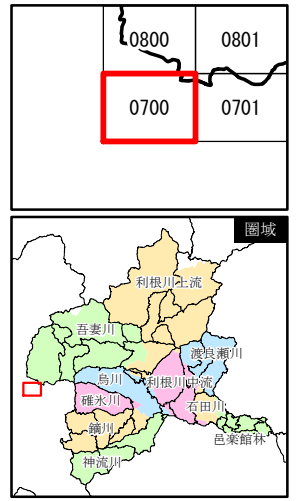 0800 0801
0700 0701
圏域
利根川上流
吾妻川
渡良瀬川
烏川 利根川中流
碓氷川
石田川
鏑川
邑楽館林
神流川